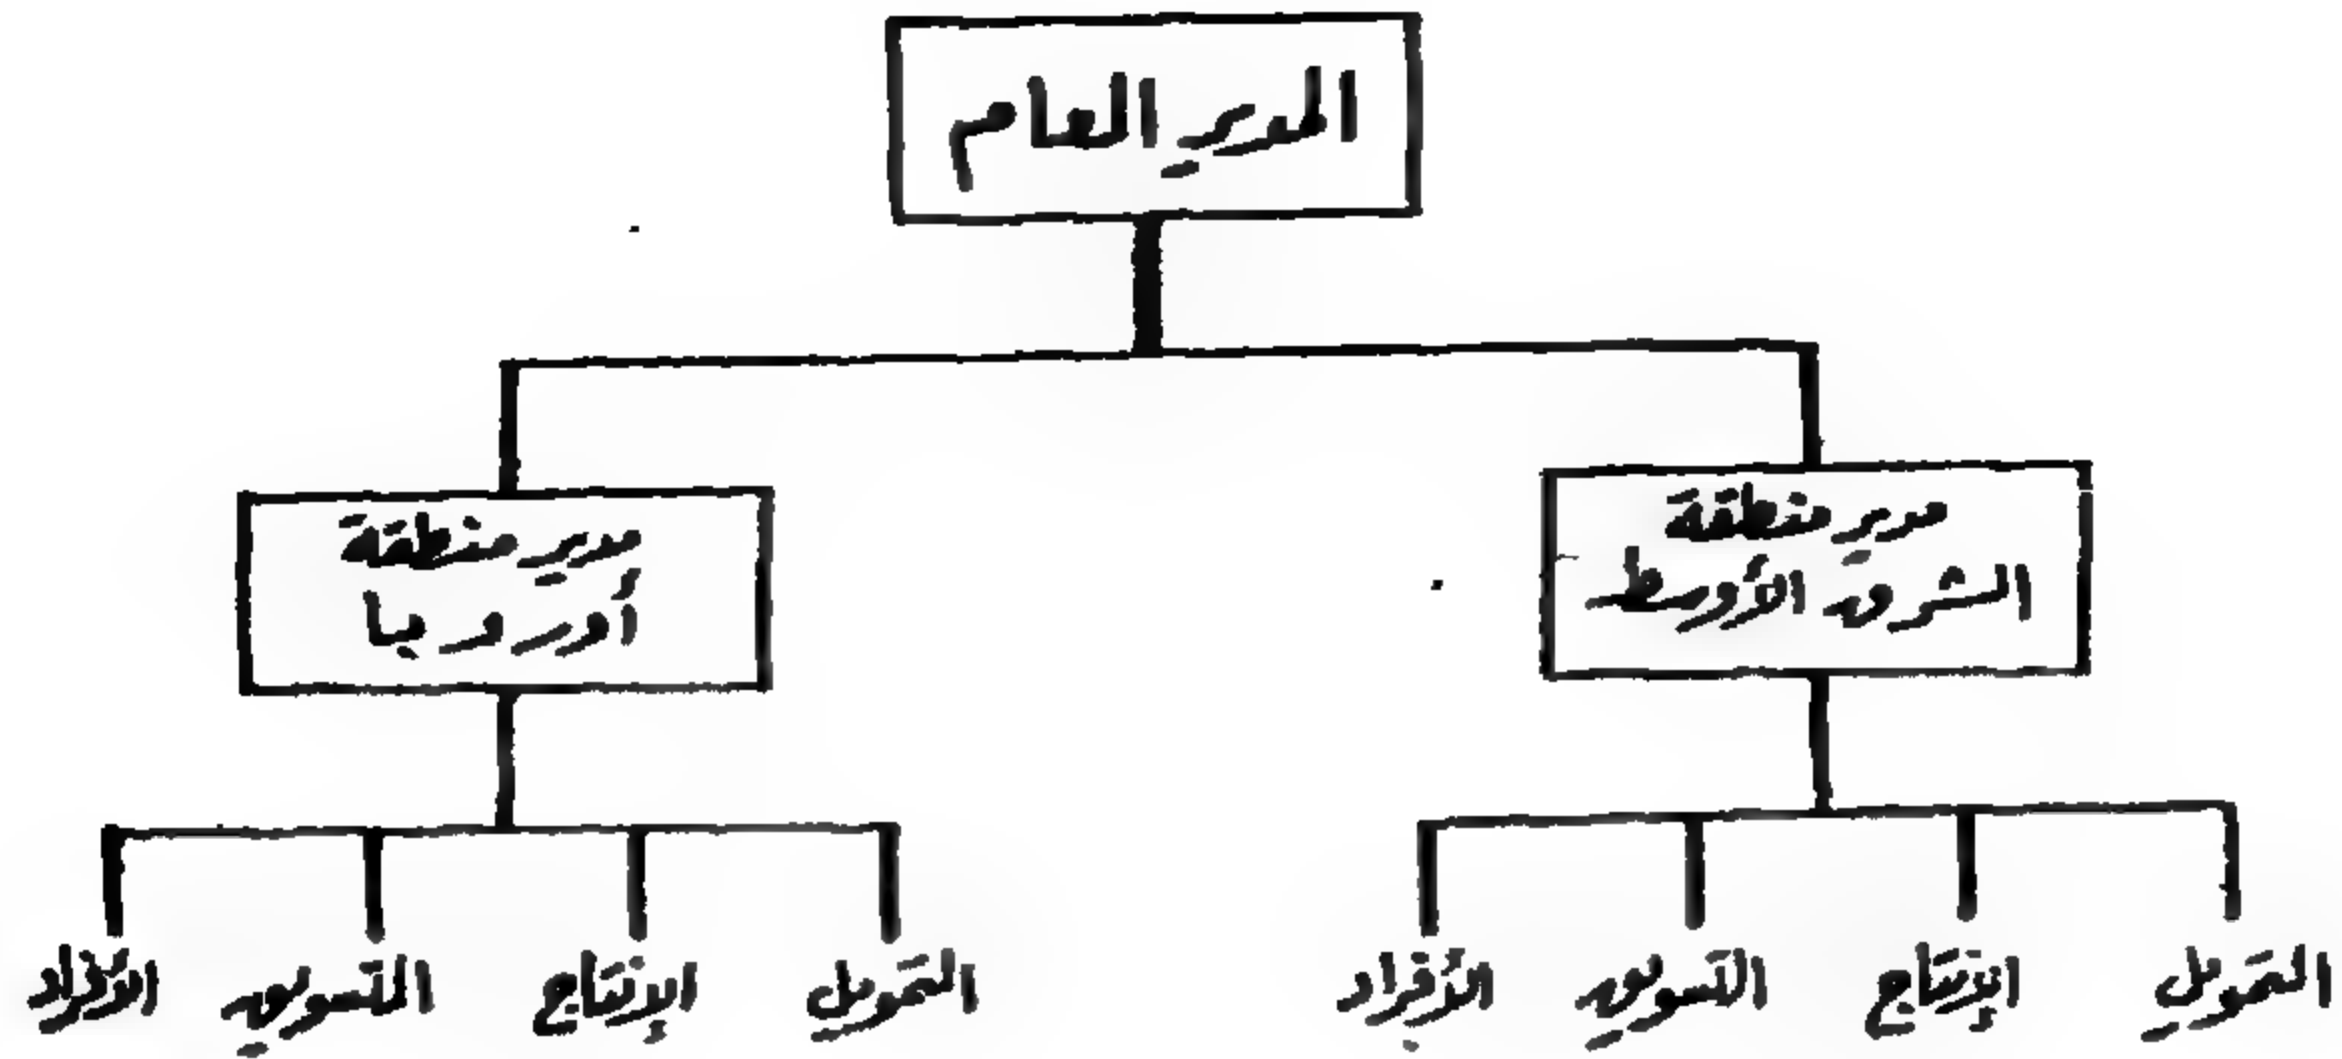 المدير العام
مدير منطقة
الشرق الأوسط
مدير منطقة
أوروبا
التمويل
الإنتاج
التسويق
الأفراد
التمويل
الإنتاج
التسويق
الأفراد